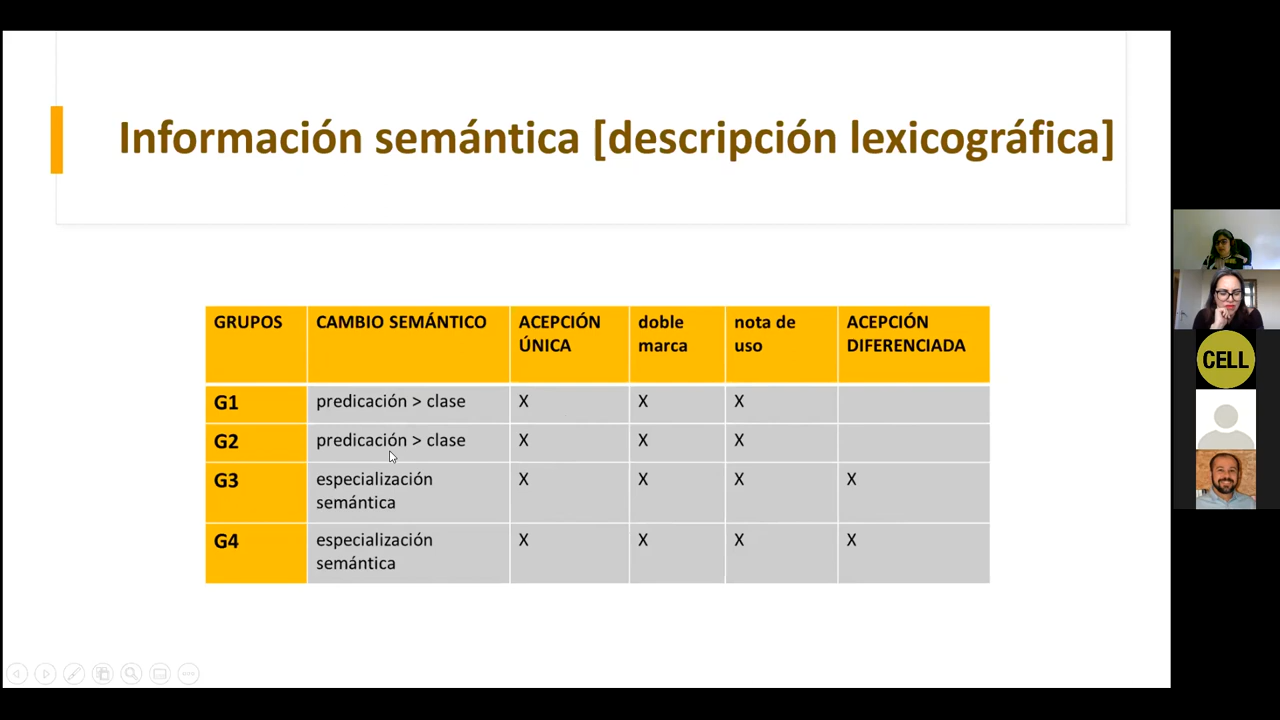 Información semántica [descripción lexicográfica]
GRUPOS CAMBIO SEMÁNTICO ACEPCIÓN ÚNICA doble marca nota de uso ACEPCIÓN DIFERENCIADA
G1 predicación > clase X X X
G2 predicación > clase X X X
G3 especialización semántica X X X X
G4 especialización semántica X X X X
CELL